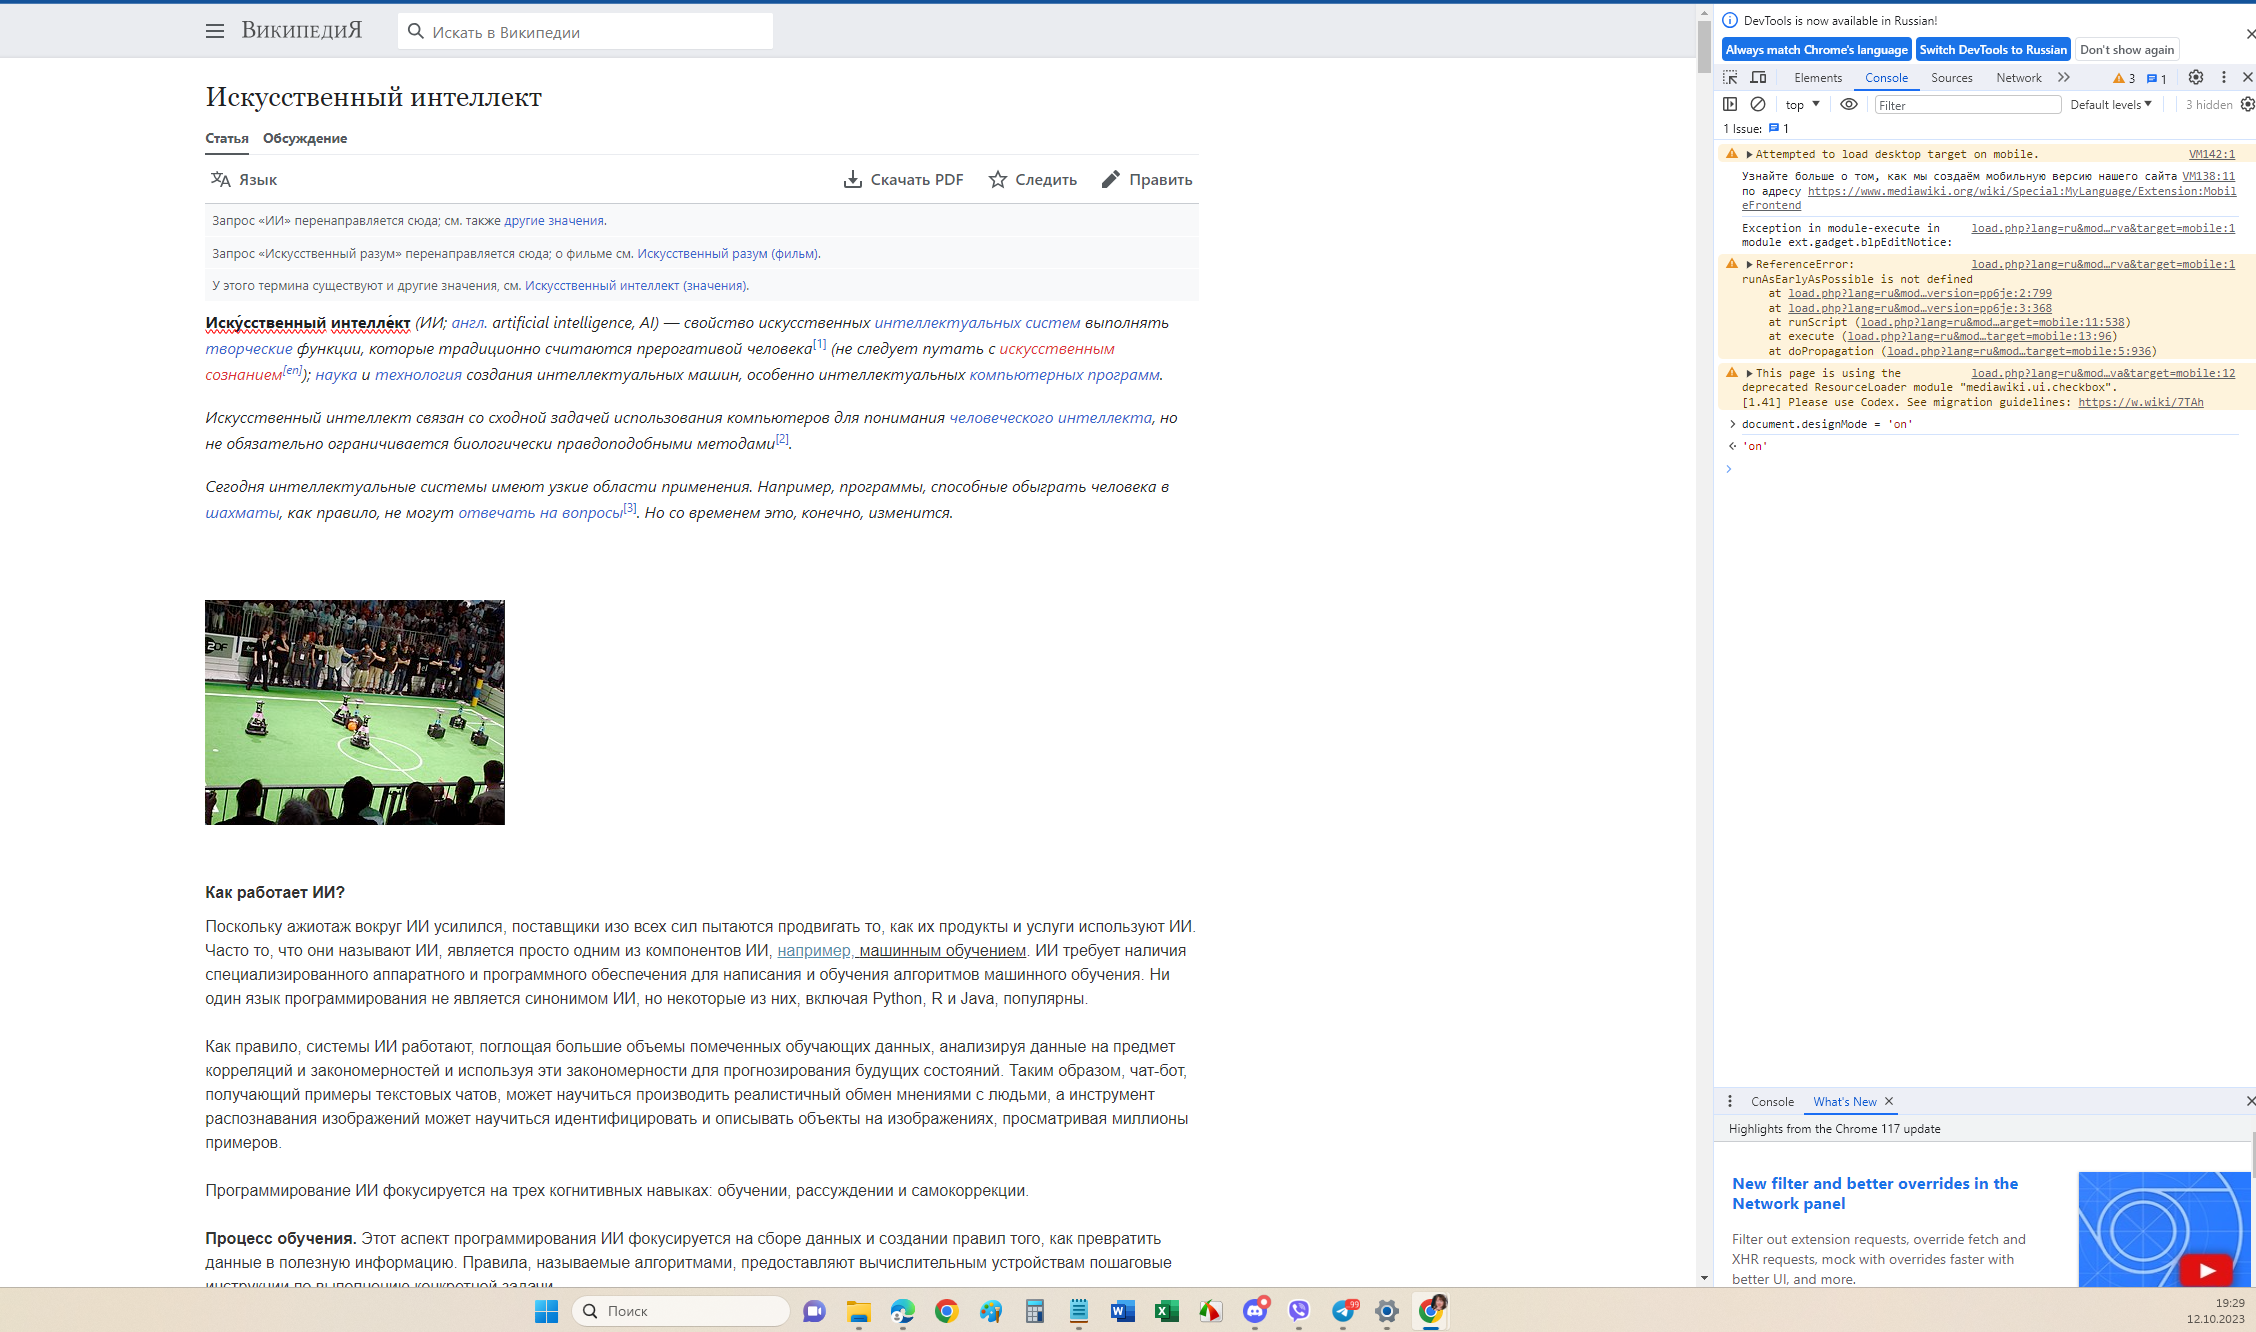 ВИКИПЕДИЯ
Искать в Википедии
Искусственный интеллект
Статья Обсуждение
Язык Скачать PDF Следить Править
Запрос «ИИ» перенаправляется сюда; см. также другие значения.
Запрос «Искусственный разум» перенаправляется сюда; о фильме см. Искусственный разум (фильм).
У этого термина существуют и другие значения, см. Искусственный интеллект (значения).
Иску́сственный интелле́кт (ИИ; англ. artificial intelligence, AI) — свойство искусственных интеллектуальных систем выполнять
творческие функции, которые традиционно считаются прерогативой человека[1] (не следует путать с искусственным
сознанием[en]); наука и технология создания интеллектуальных машин, особенно интеллектуальных компьютерных программ.
Искусственный интеллект связан со сходной задачей использования компьютеров для понимания человеческого интеллекта, но
не обязательно ограничивается биологически правдоподобными методами[2].
Сегодня интеллектуальные системы имеют узкие области применения. Например, программы, способные обыграть человека в
шахматы, как правило, не могут отвечать на вопросы[3]. Но со временем это, конечно, изменится.
ZDF
Как работает ИИ?
Поскольку ажиотаж вокруг ИИ усилился, поставщики изо всех сил пытаются продвигать то, как их продукты и услуги используют ИИ.
Часто то, что они называют ИИ, является просто одним из компонентов ИИ, например, машинным обучением. ИИ требует наличия
специализированного аппаратного и программного обеспечения для написания и обучения алгоритмов машинного обучения. Ни
один язык программирования не является синонимом ИИ, но некоторые из них, включая Python, R и Java, популярны.
Как правило, системы ИИ работают, поглощая большие объемы помеченных обучающих данных, анализируя данные на предмет
корреляций и закономерностей и используя эти закономерности для прогнозирования будущих состояний. Таким образом, чат-бот,
получающий примеры текстовых чатов, может научиться производить реалистичный обмен мнениями с людьми, а инструмент
распознавания изображений может научиться идентифицировать и описывать объекты на изображениях, просматривая миллионы
примеров.
Программирование ИИ фокусируется на трех когнитивных навыках: обучении, рассуждении и самокоррекции.
Процесс обучения. Этот аспект программирования ИИ фокусируется на сборе данных и создании правил того, как превратить
данные в полезную информацию. Правила, называемые алгоритмами, предоставляют вычислительным устройствам пошаговые
инструкции по выполнению конкретной задачи.
DevTools is now available in Russian!
Always match Chrome's language Switch DevTools to Russian Don't show again
Elements Console Sources Network 3 1
top Filter Default levels 3 hidden
1 Issue: 1
Attempted to load desktop target on mobile. VM142:1
Узнайте больше о том, как мы создаём мобильную версию нашего сайта VM138:11
по адресу https://www.mediawiki.org/wiki/Special:MyLanguage/Extension:Mobil
eFrontend
Exception in module-execute in load.php?lang=ru&mod…rva&target=mobile:1
module ext.gadget.blpEditNotice:
ReferenceError: load.php?lang=ru&mod…rva&target=mobile:1
runAsEarlyAsPossible is not defined
at load.php?lang=ru&mod…version=pp6je:2:799
at load.php?lang=ru&mod…version=pp6je:3:368
at runScript (load.php?lang=ru&mod…arget=mobile:11:538)
at execute (load.php?lang=ru&mod…target=mobile:13:96)
at doPropagation (load.php?lang=ru&mod…target=mobile:5:936)
This page is using the load.php?lang=ru&mod…va&target=mobile:12
deprecated ResourceLoader module "mediawiki.ui.checkbox".
[1.41] Please use Codex. See migration guidelines: https://w.wiki/7TAh
document.designMode = 'on'
'on'
Console What's New
Highlights from the Chrome 117 update
New filter and better overrides in the
Network panel
Filter out extension requests, override fetch and
XHR requests, mock with overrides faster with
better UI, and more.
Поиск
99
19:29
12.10.2023